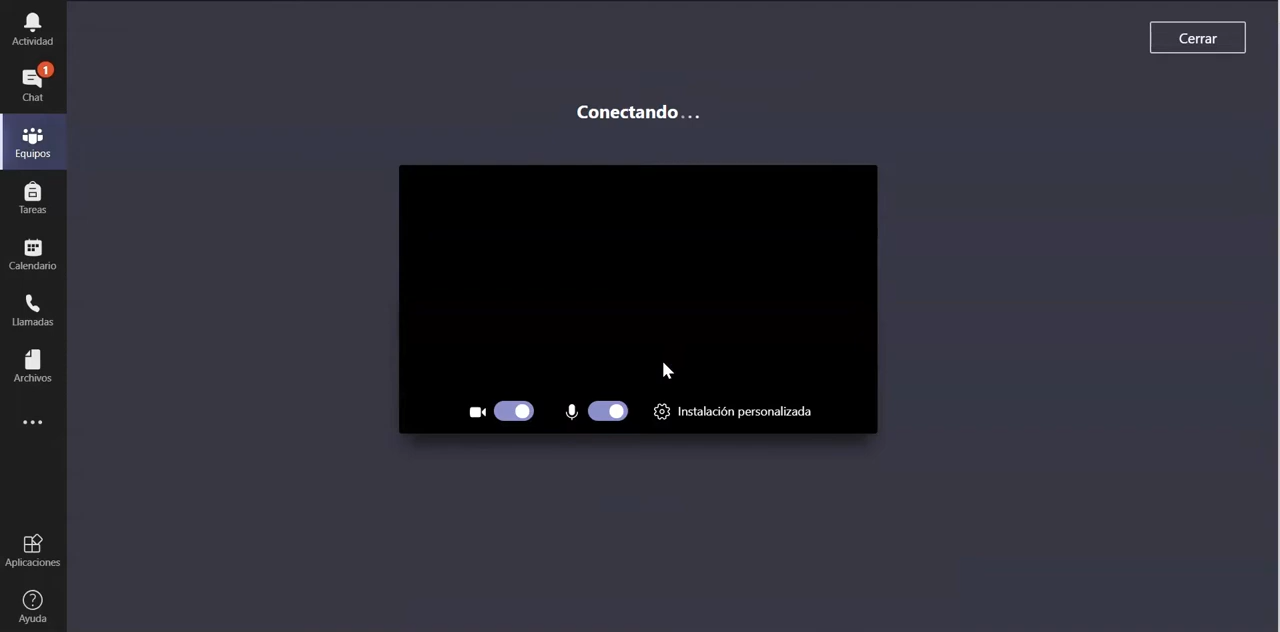 Actividad
1
Chat
Equipos
Tareas
Calendario
Llamadas
Archivos
Aplicaciones
Ayuda
Cerrar
Conectando...
Instalación personalizada